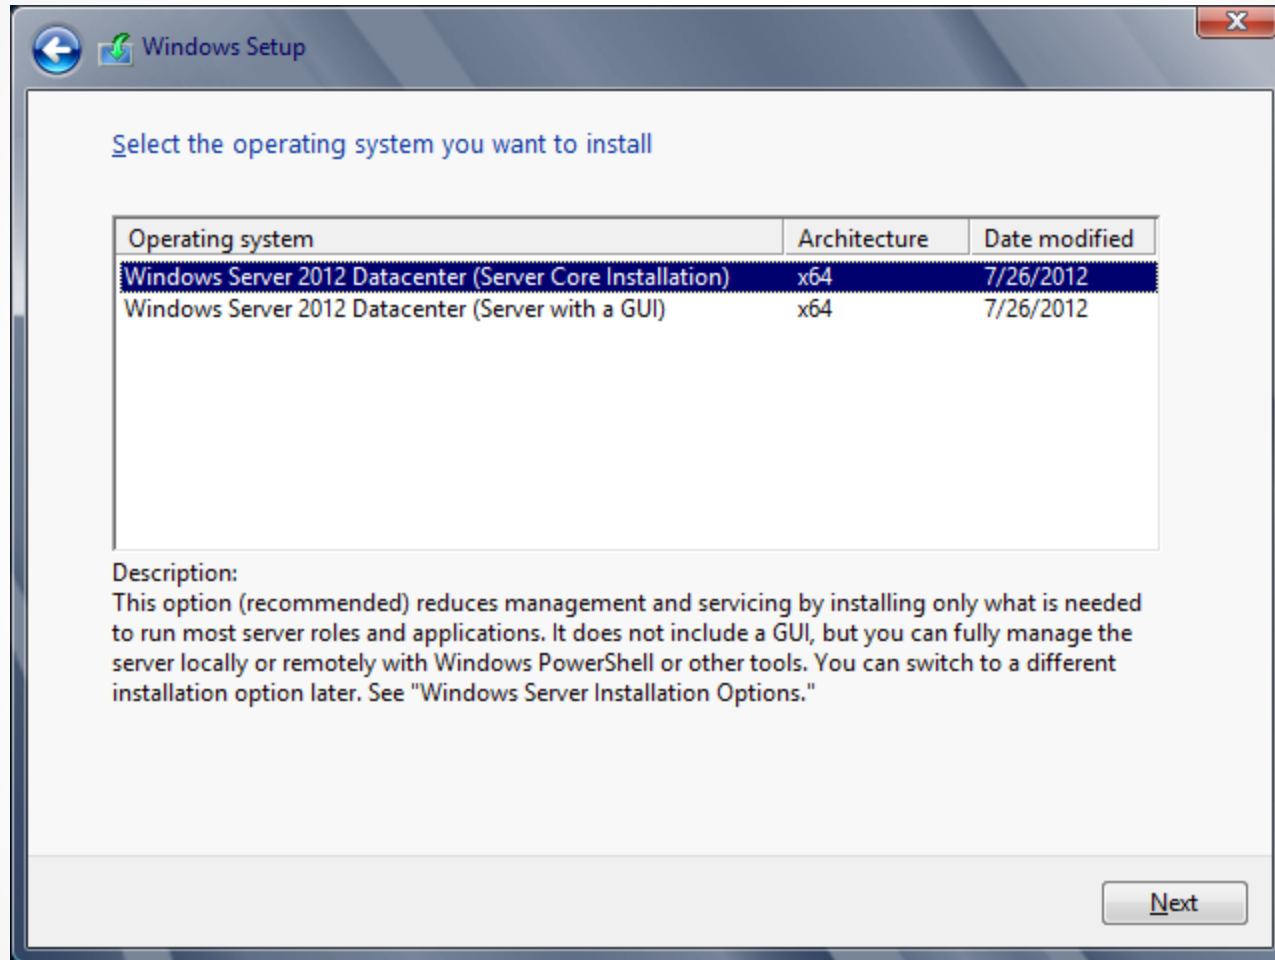 Windows Setup
Select the operating system you want to install
Operating system Architecture Date modified
Windows Server 2012 Datacenter (Server Core Installation) x64 7/26/2012
Windows Server 2012 Datacenter (Server with a GUI) x64 7/26/2012
Description:
This option (recommended) reduces management and servicing by installing only what is needed
to run most server roles and applications. It does not include a GUI, but you can fully manage the
server locally or remotely with Windows PowerShell or other tools. You can switch to a different
installation option later. See "Windows Server Installation Options."
Next